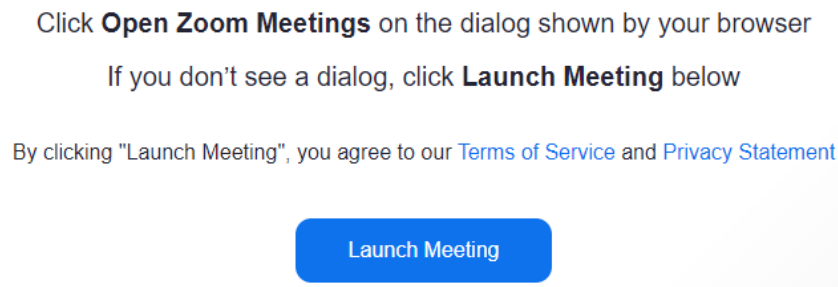 Click Open Zoom Meetings on the dialog shown by your browser
If you don’t see a dialog, click Launch Meeting below
By clicking "Launch Meeting", you agree to our Terms of Service and Privacy Statement
Launch Meeting